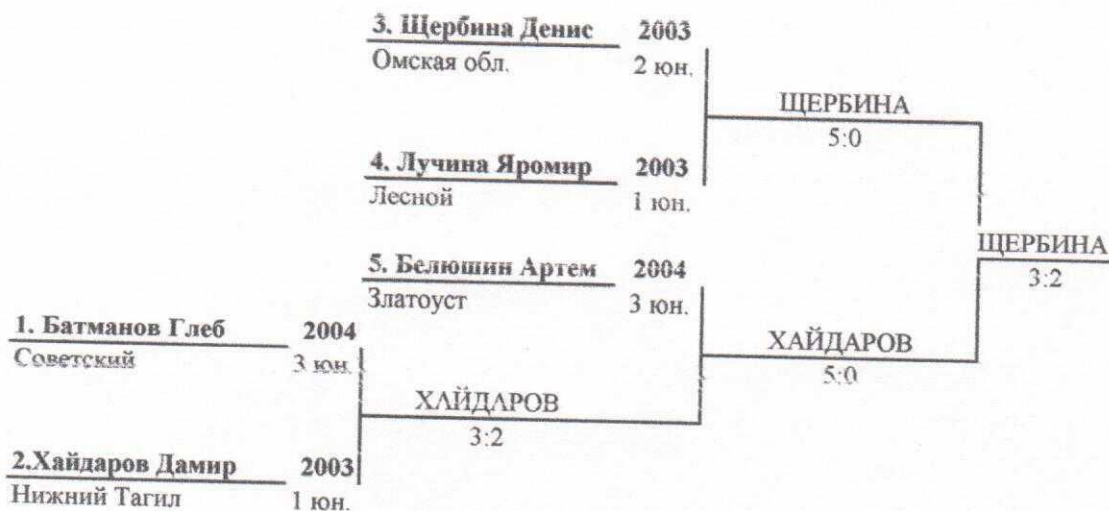 3. Щербина Денис 2003
Омская обл. 2 юн.
ЩЕРБИНА
5:0
4. Лучина Яромир 2003
Лесной 1 юн.
ЩЕРБИНА
3:2
5. Белюшин Артем 2004
Златоуст 3 юн.
1. Батманов Глеб 2004
Советский 3 юн.
ХАЙДАРОВ
5:0
ХАЙДАРОВ
3:2
2.Хайдаров Дамир 2003
Нижний Тагил 1 юн.